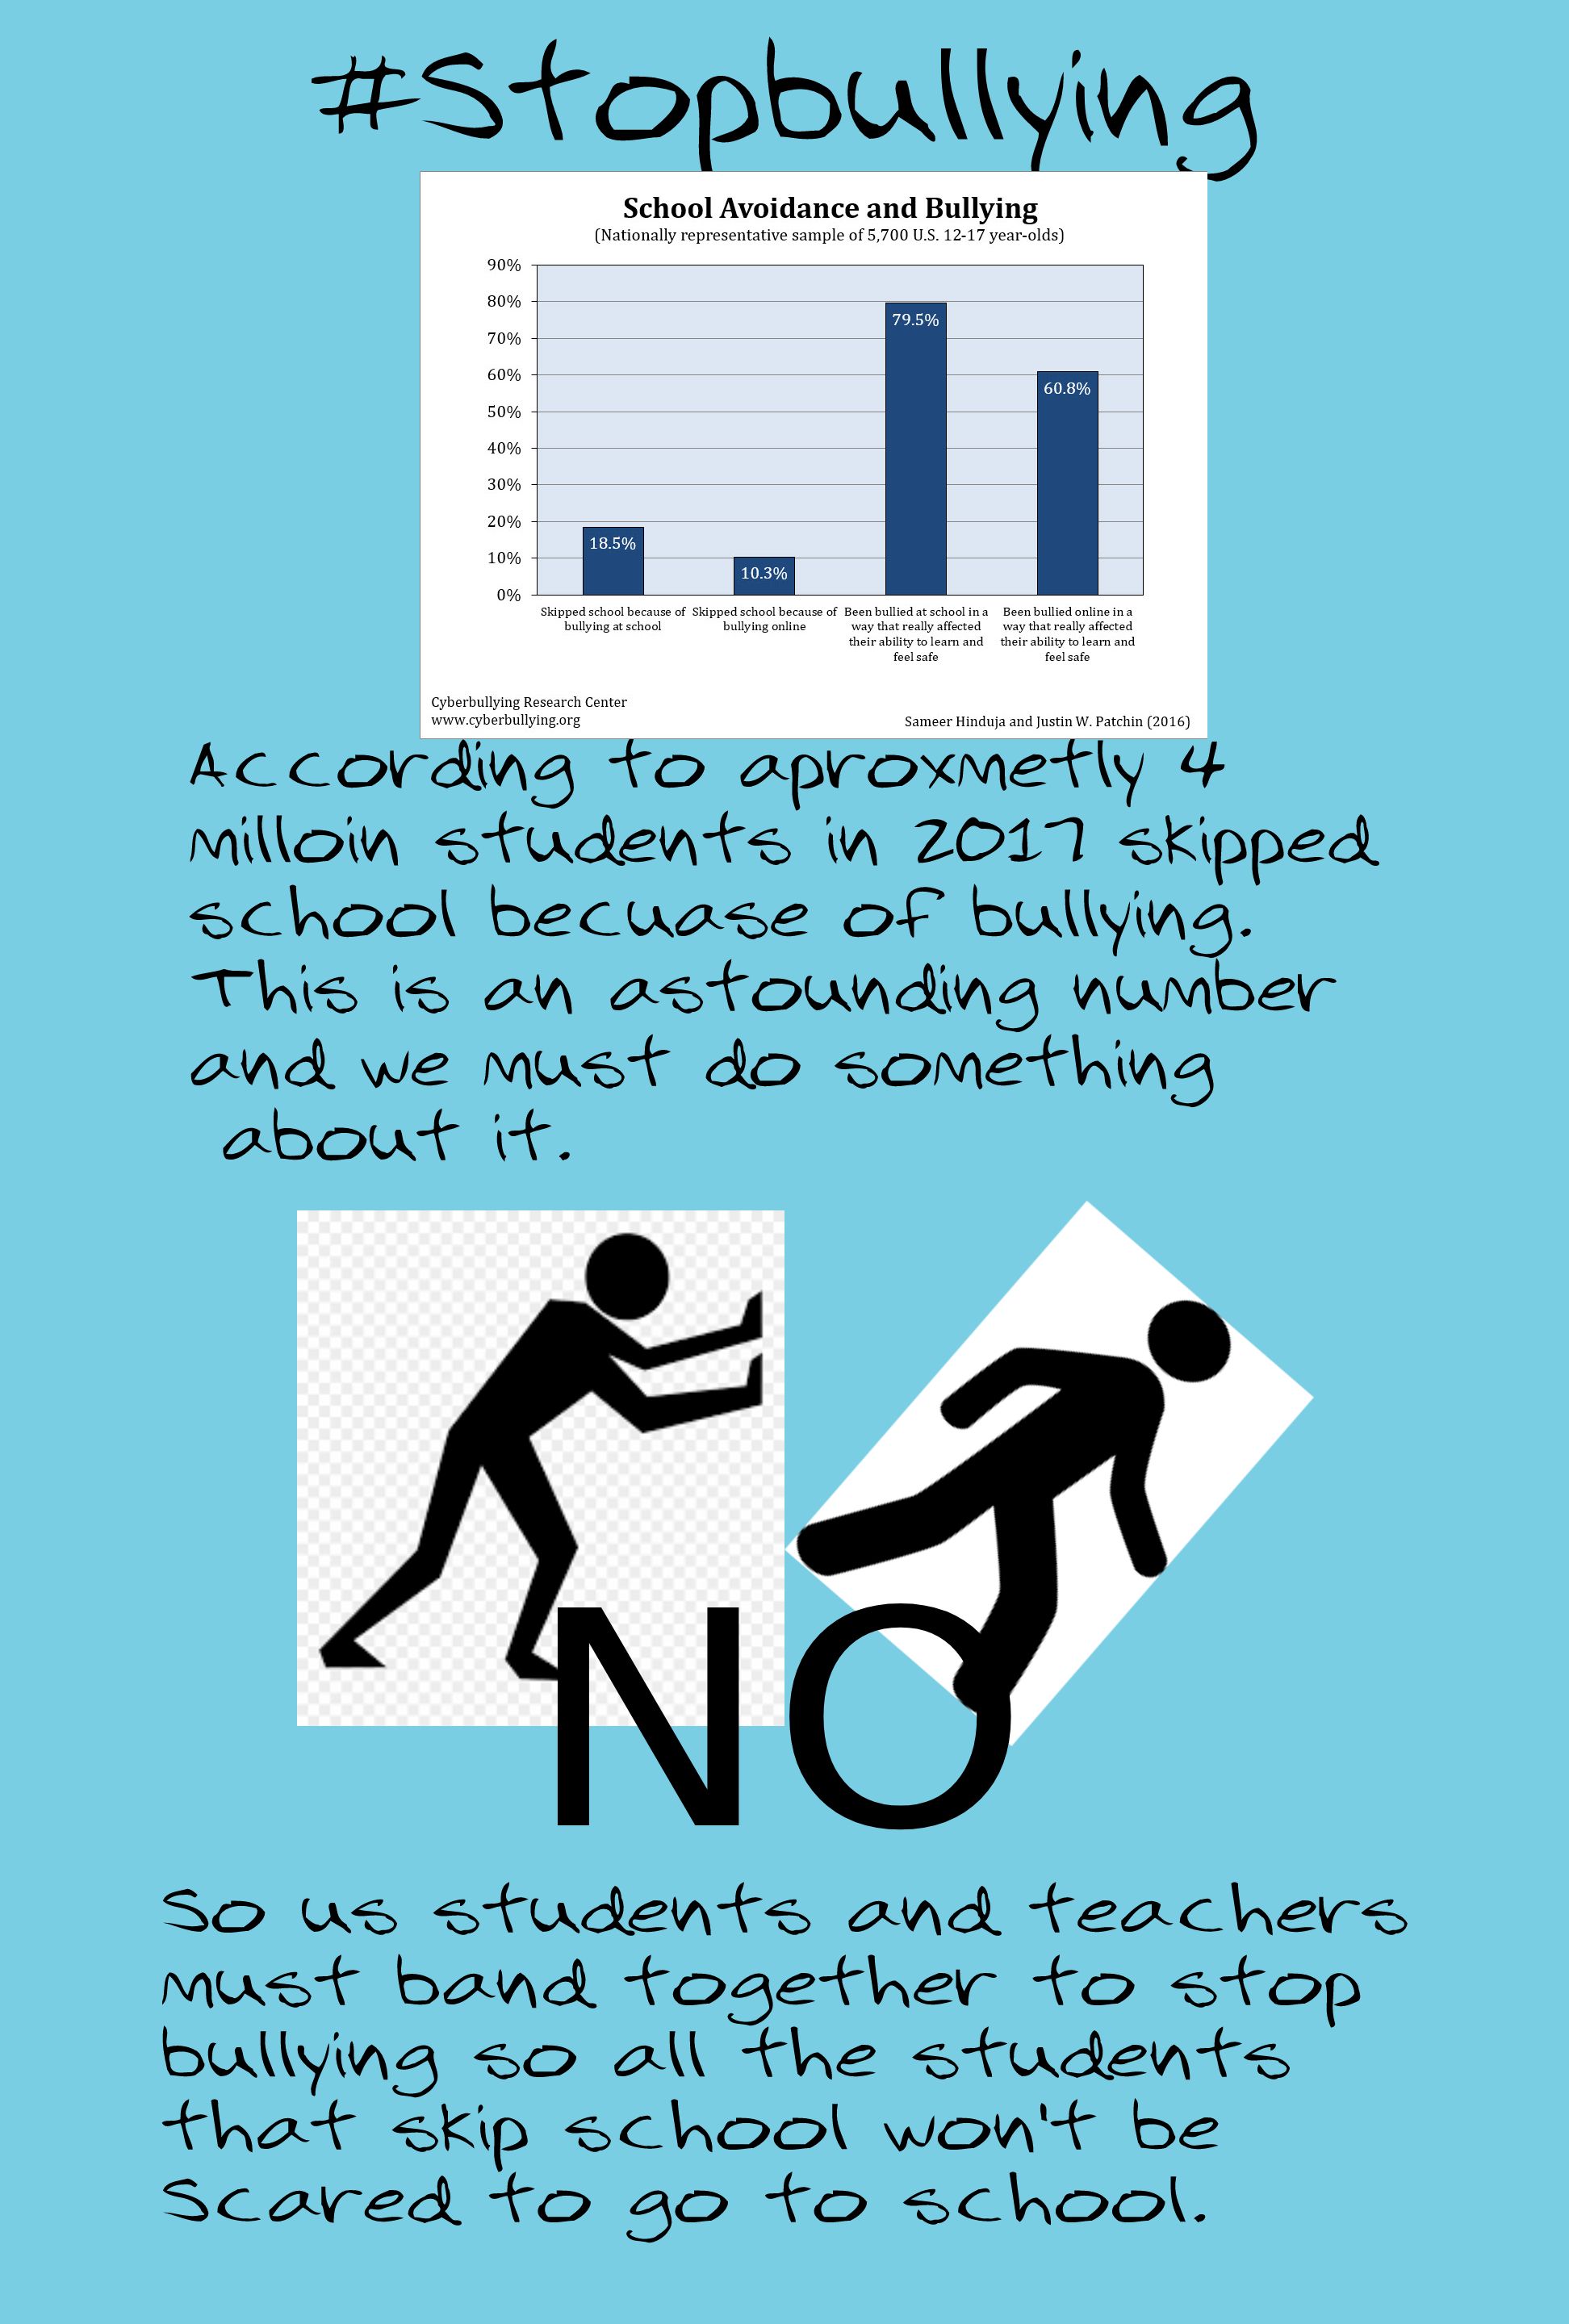 #Stopbullying
School Avoidance and Bullying
(Nationally representative sample of 5,700 U.S. 12-17 year-olds)
90%
80%
70%
60%
50%
40%
30%
20%
10%
0%
18.5%
10.3%
79.5%
60.8%
Skipped school because of
bullying at school
Skipped school because of
bullying online
Been bullied at school in a
way that really affected
their ability to learn and
feel safe
Been bullied online in a
way that really affected
their ability to learn and
feel safe
Cyberbullying Research Center
www.cyberbullying.org
Sameer Hinduja and Justin W. Patchin (2016)
According to aproxmetly 4
milloin students in 2017 skipped
school becuase of bullying.
This is an astounding number
and we must do something
about it.
NO
So us students and teachers
must band together to stop
bullying so all the students
that skip school won't be
Scared to go to school.